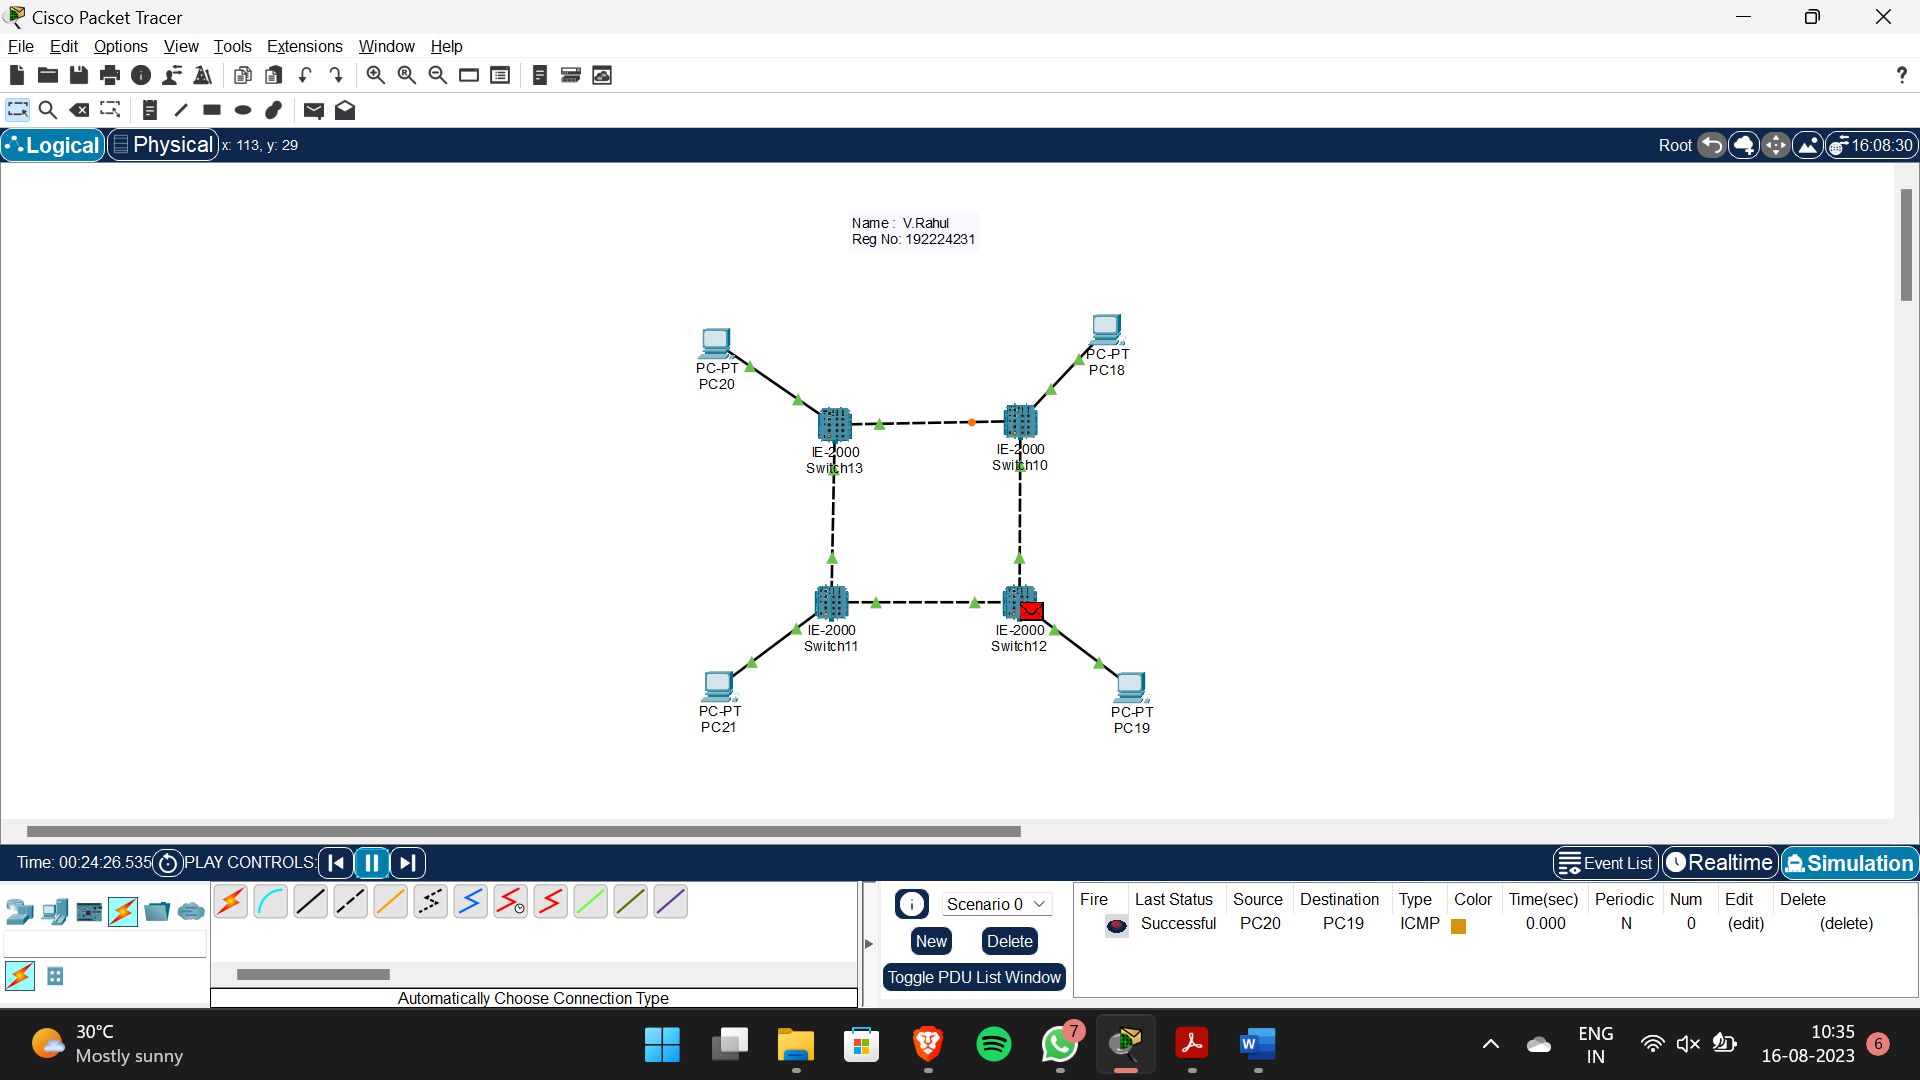 Cisco Packet Tracer
File Edit Options View Tools Extensions Window Help
Logical Physical x: 113, y: 29 Root 16:08:30
Name : V.Rahul
Reg No: 192224231
PC-PT
PC20
PC-PT
PC18
IE-2000
Switch13
IE-2000
Switch10
IE-2000
Switch11
IE-2000
Switch12
PC-PT
PC21
PC-PT
PC19
Time: 00:24:26.535 PLAY CONTROLS: Event List Realtime Simulation
Scenario 0
New Delete
Toggle PDU List Window
Fire Last Status Source Destination Type Color Time(sec) Periodic Num Edit Delete
Successful PC20 PC19 ICMP 0.000 N 0 (edit) (delete)
Automatically Choose Connection Type
30°C
Mostly sunny
7
ENG
IN
10:35
16-08-2023
6